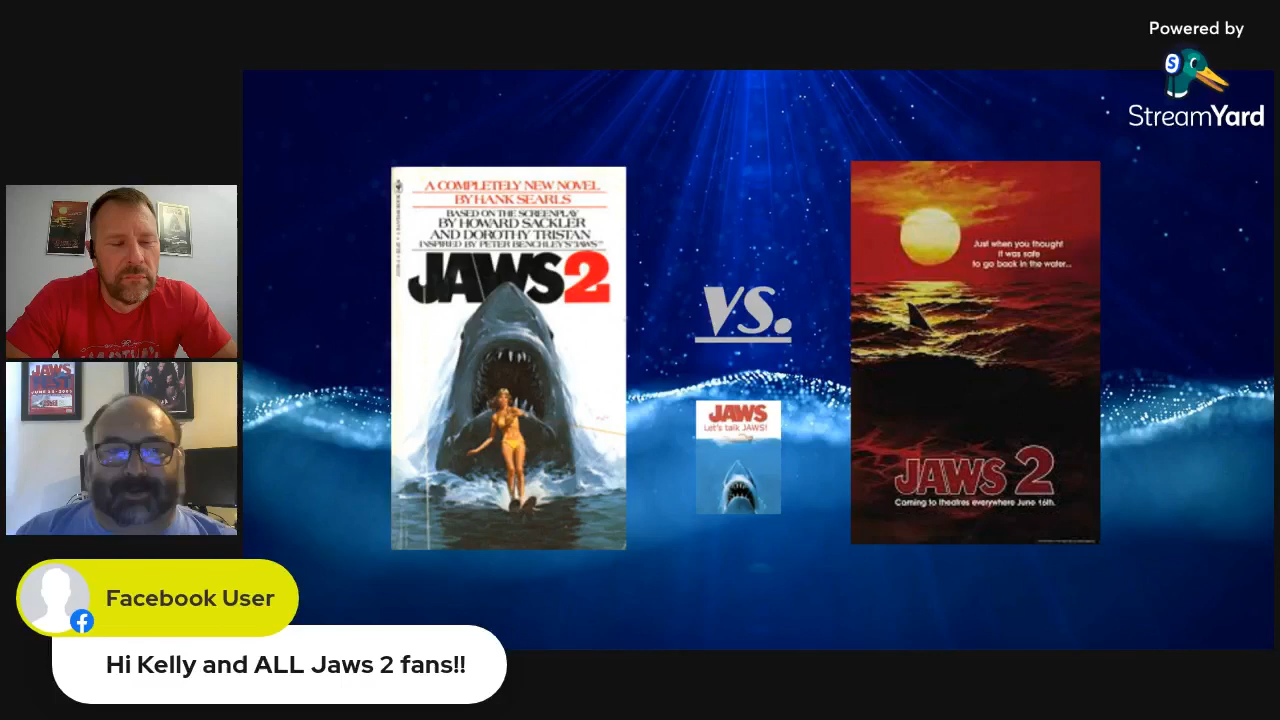 Powered by
StreamYard
A COMPLETELY NEW NOVEL
BY HANK SEARLS
BASED ON THE SCREENPLAY
BY HOWARD SACKLER
AND DOROTHY TRISTAN
INSPIRED BY PETER BENCHLEY'S "JAWS"
JAWS 2
vs.
JAWS
Let's talk JAWS!
Just when you thought
it was safe
to go back in the water...
JAWS 2
Coming to theatres everywhere June 16th.
JAWS
Facebook User
Hi Kelly and ALL Jaws 2 fans!!